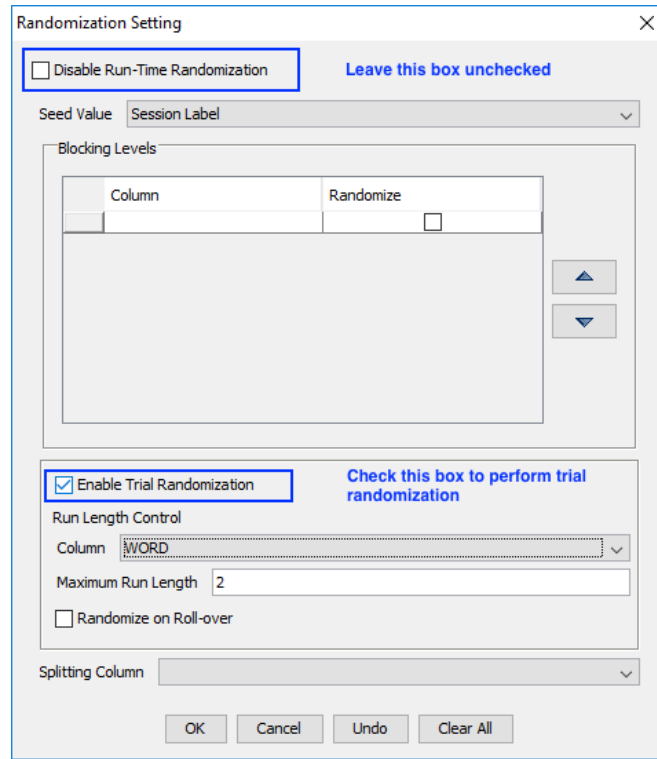 Randomization Setting
Disable Run-Time Randomization
Leave this box unchecked
Seed Value Session Label
Blocking Levels
Column Randomize
Enable Trial Randomization
Check this box to perform trial
randomization
Run Length Control
Column WORD
Maximum Run Length 2
Randomize on Roll-over
Splitting Column
OK Cancel Undo Clear All